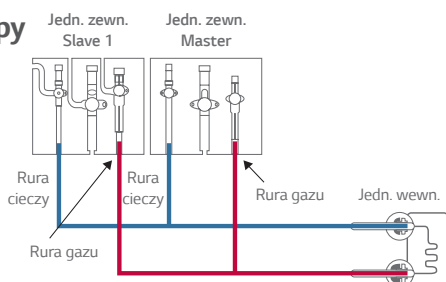 py
Jedn. zewn.
Slave 1
Jedn. zewn.
Master
Rura
cieczy
Rura
cieczy
Rura gazu
Jedn. wewn.
Rura gazu